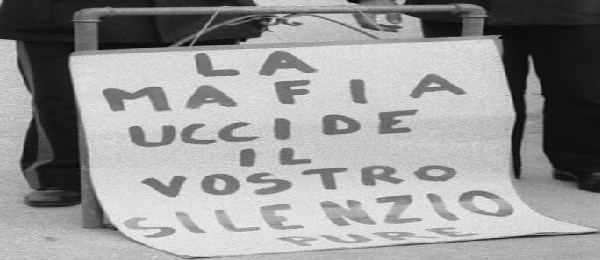 LA
MAFIA
UCCIDE
IL
VOSTRO
SILENZIO
PURE